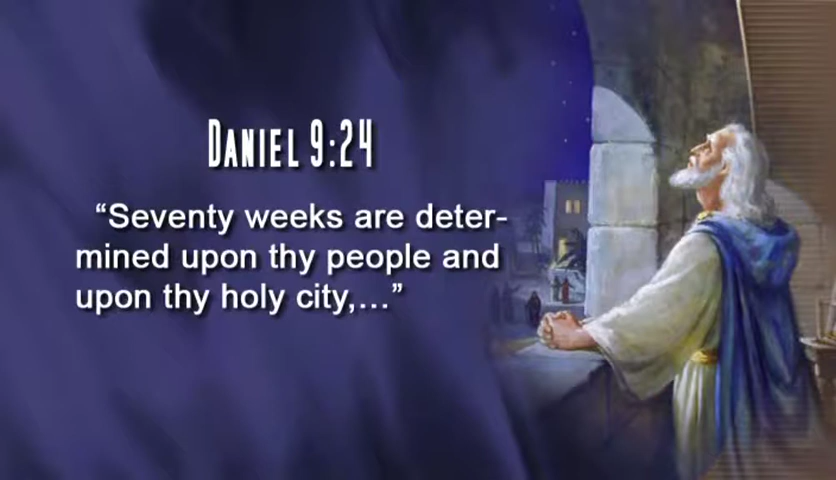 DANIEL 9:24
“Seventy weeks are deter-
mined upon thy people and
upon thy holy city,...”